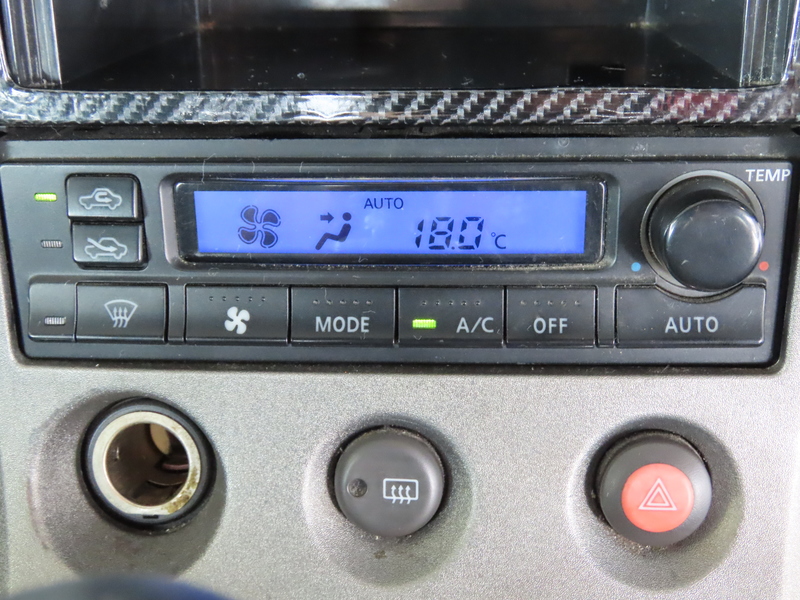 TEMP
AUTO
18.0 °C
MODE
A/C
OFF
AUTO